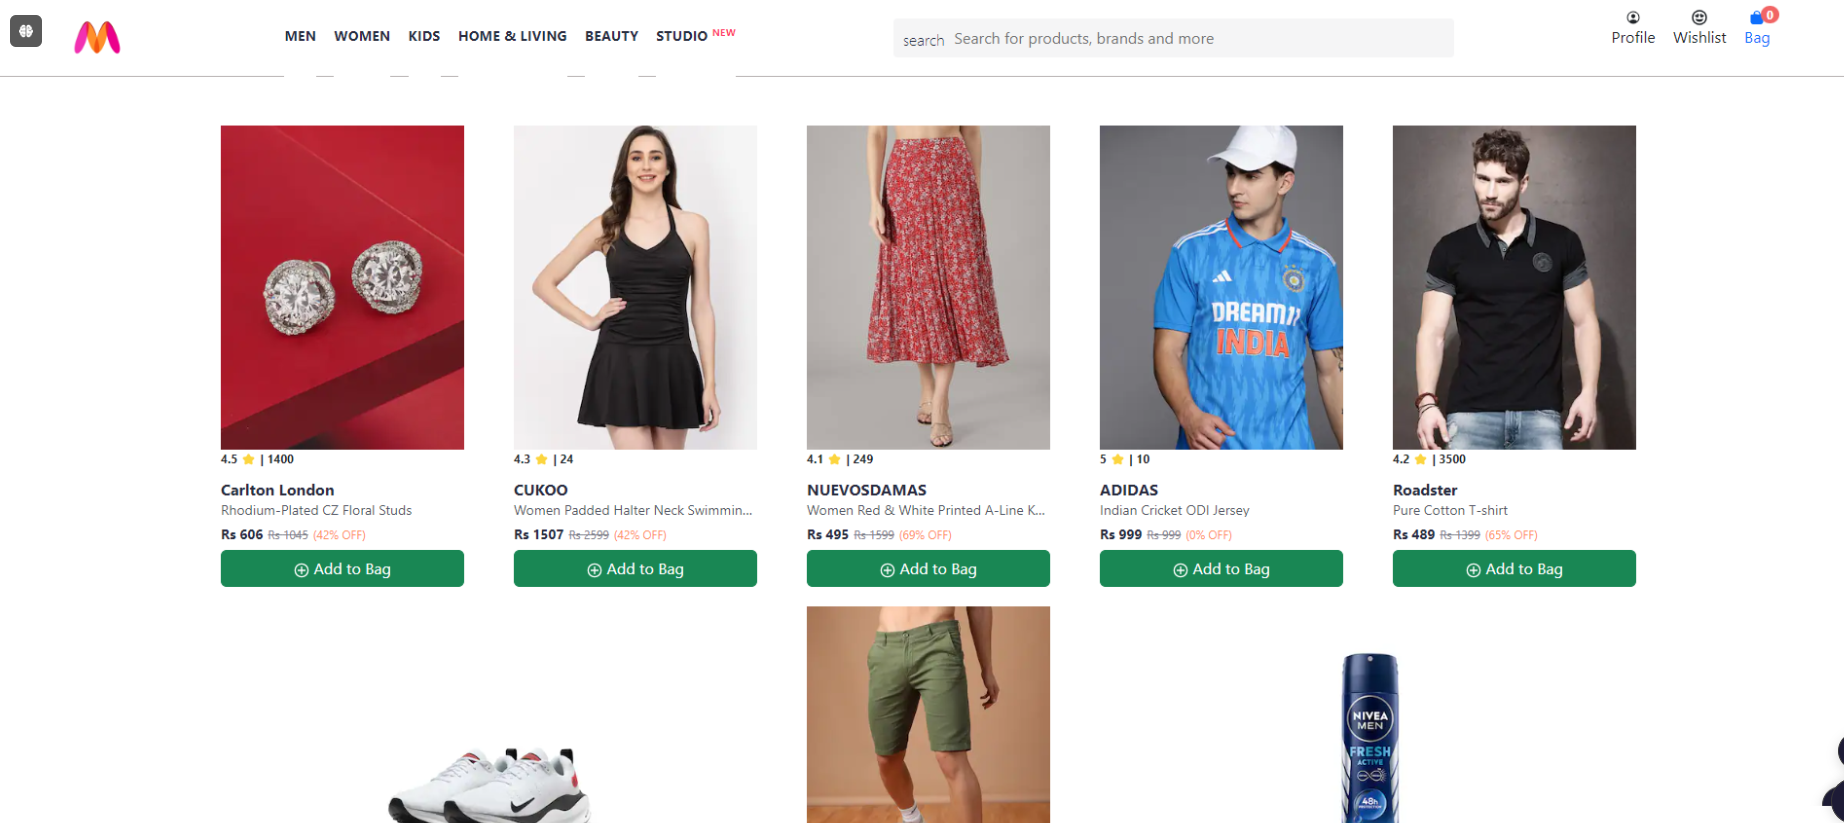 MEN WOMEN KIDS HOME & LIVING BEAUTY STUDIO NEW
search Search for products, brands and more
Profile Wishlist Bag 0
DREAM11
INDIA
4.5 ⭐ | 1400
Carlton London
Rhodium-Plated CZ Floral Studs
Rs 606 Rs 1045 (42% OFF)
Add to Bag
4.3 ⭐ | 24
CUKOO
Women Padded Halter Neck Swimmin...
Rs 1507 Rs 2599 (42% OFF)
Add to Bag
4.1 ⭐ | 249
NUEVOSDAMAS
Women Red & White Printed A-Line K...
Rs 495 Rs 1599 (69% OFF)
Add to Bag
5 ⭐ | 10
ADIDAS
Indian Cricket ODI Jersey
Rs 999 Rs 999 (0% OFF)
Add to Bag
4.2 ⭐ | 3500
Roadster
Pure Cotton T-shirt
Rs 489 Rs 1399 (65% OFF)
Add to Bag
NIVEA
MEN
FRESH
ACTIVE
48h